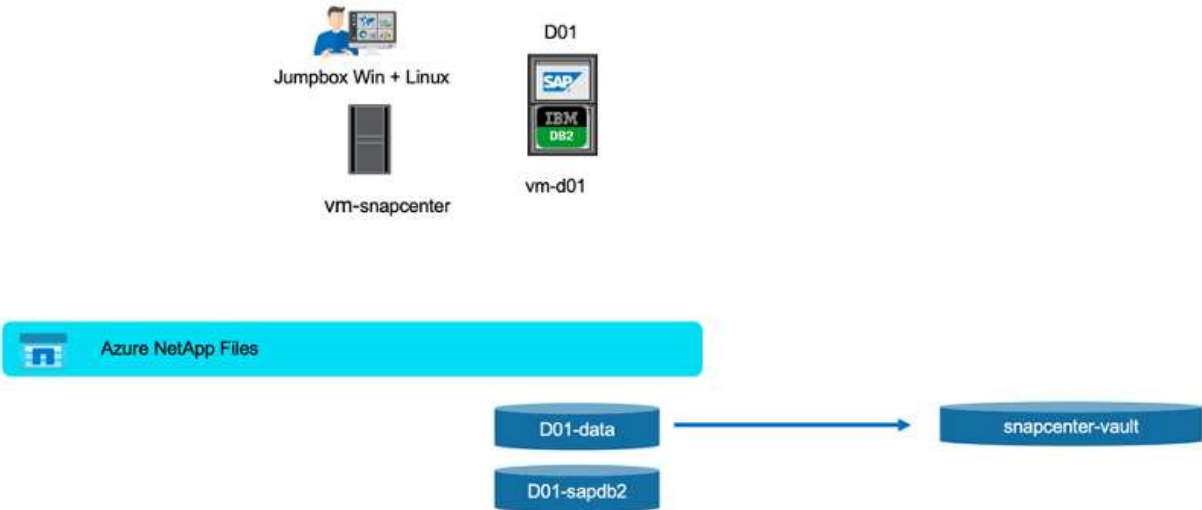 D01
Jumpbox Win + Linux
SAP
IBM
DB2
vm-d01
vm-snapcenter
n
Azure NetApp Files
D01-data
snapcenter-vault
D01-sapdb2